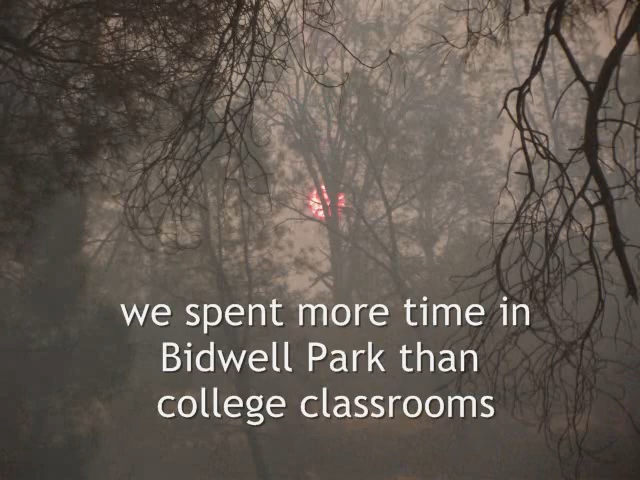 we spent more time in
Bidwell Park than
college classrooms